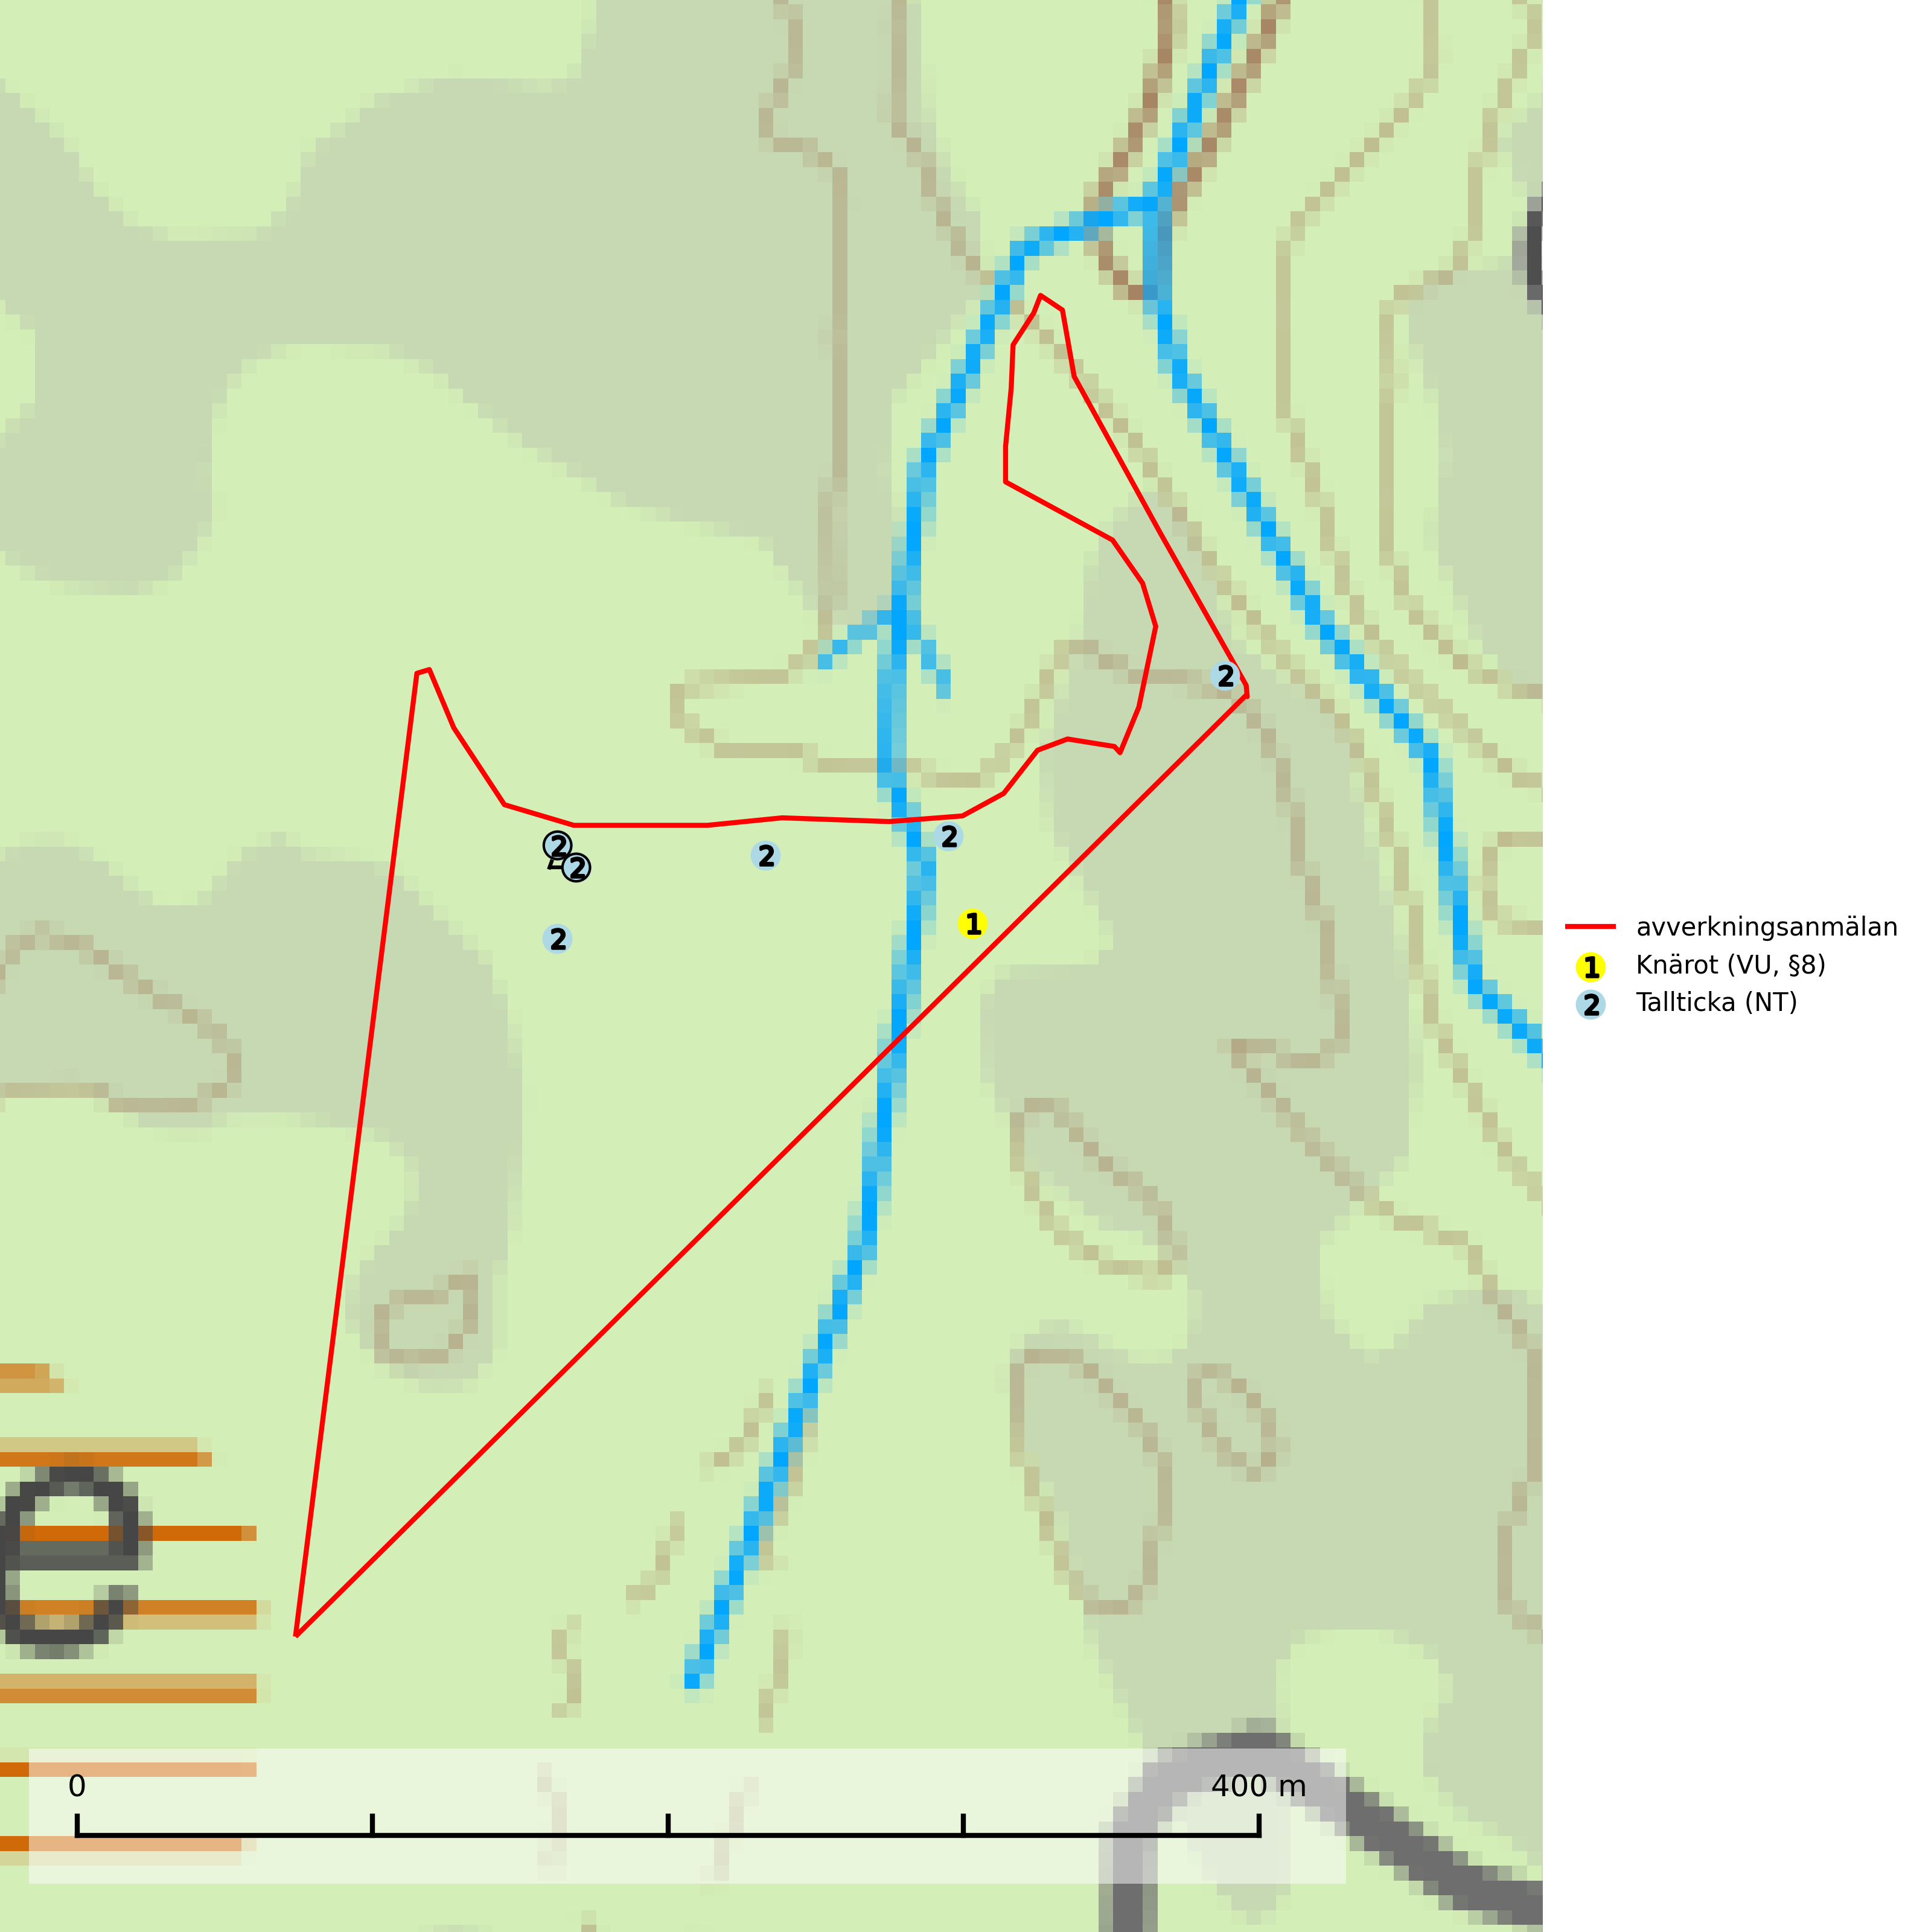 2
2
2
2
2
1
2
avverkningsanmälan
1 Knärot (VU, §8)
2 Tallticka (NT)
e
0 400 m